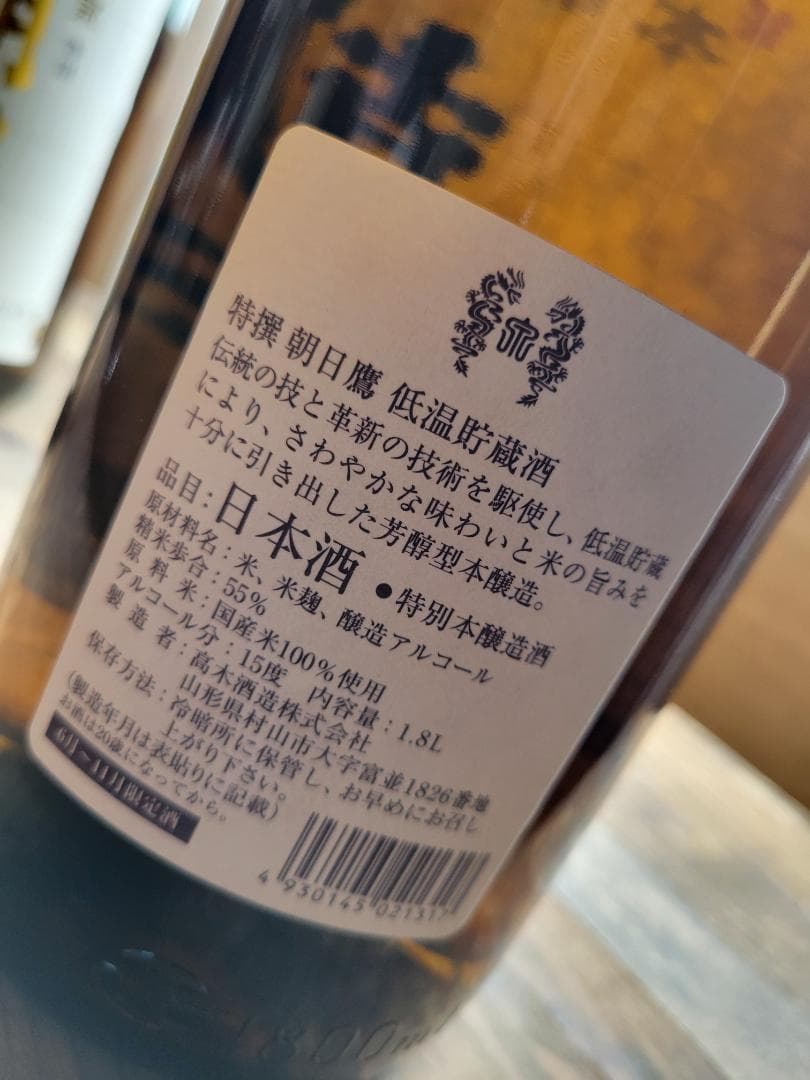 本
特撰 朝日鷹 低温貯蔵酒
伝統の技と革新の技術を駆使し、低温貯蔵
により、さわやかな味わいと米の旨みを
十分に引き出した芳醇型本醸造。
品目：日本酒 ●特別本醸造酒
原材料名：米、米麹、醸造アルコール
精米歩合：55%
原料米：国産米100%使用
アルコール分：15度 内容量：1.8L
製造者：高木酒造株式会社
山形県村山市大字富並1826番地
保存方法：冷暗所に保管し、お早めにお召し
上がり下さい。
（製造年月は表貼りに記載）
お酒は20歳になってから。
6月〜11月限定酒
4 930145 021317
1800ml